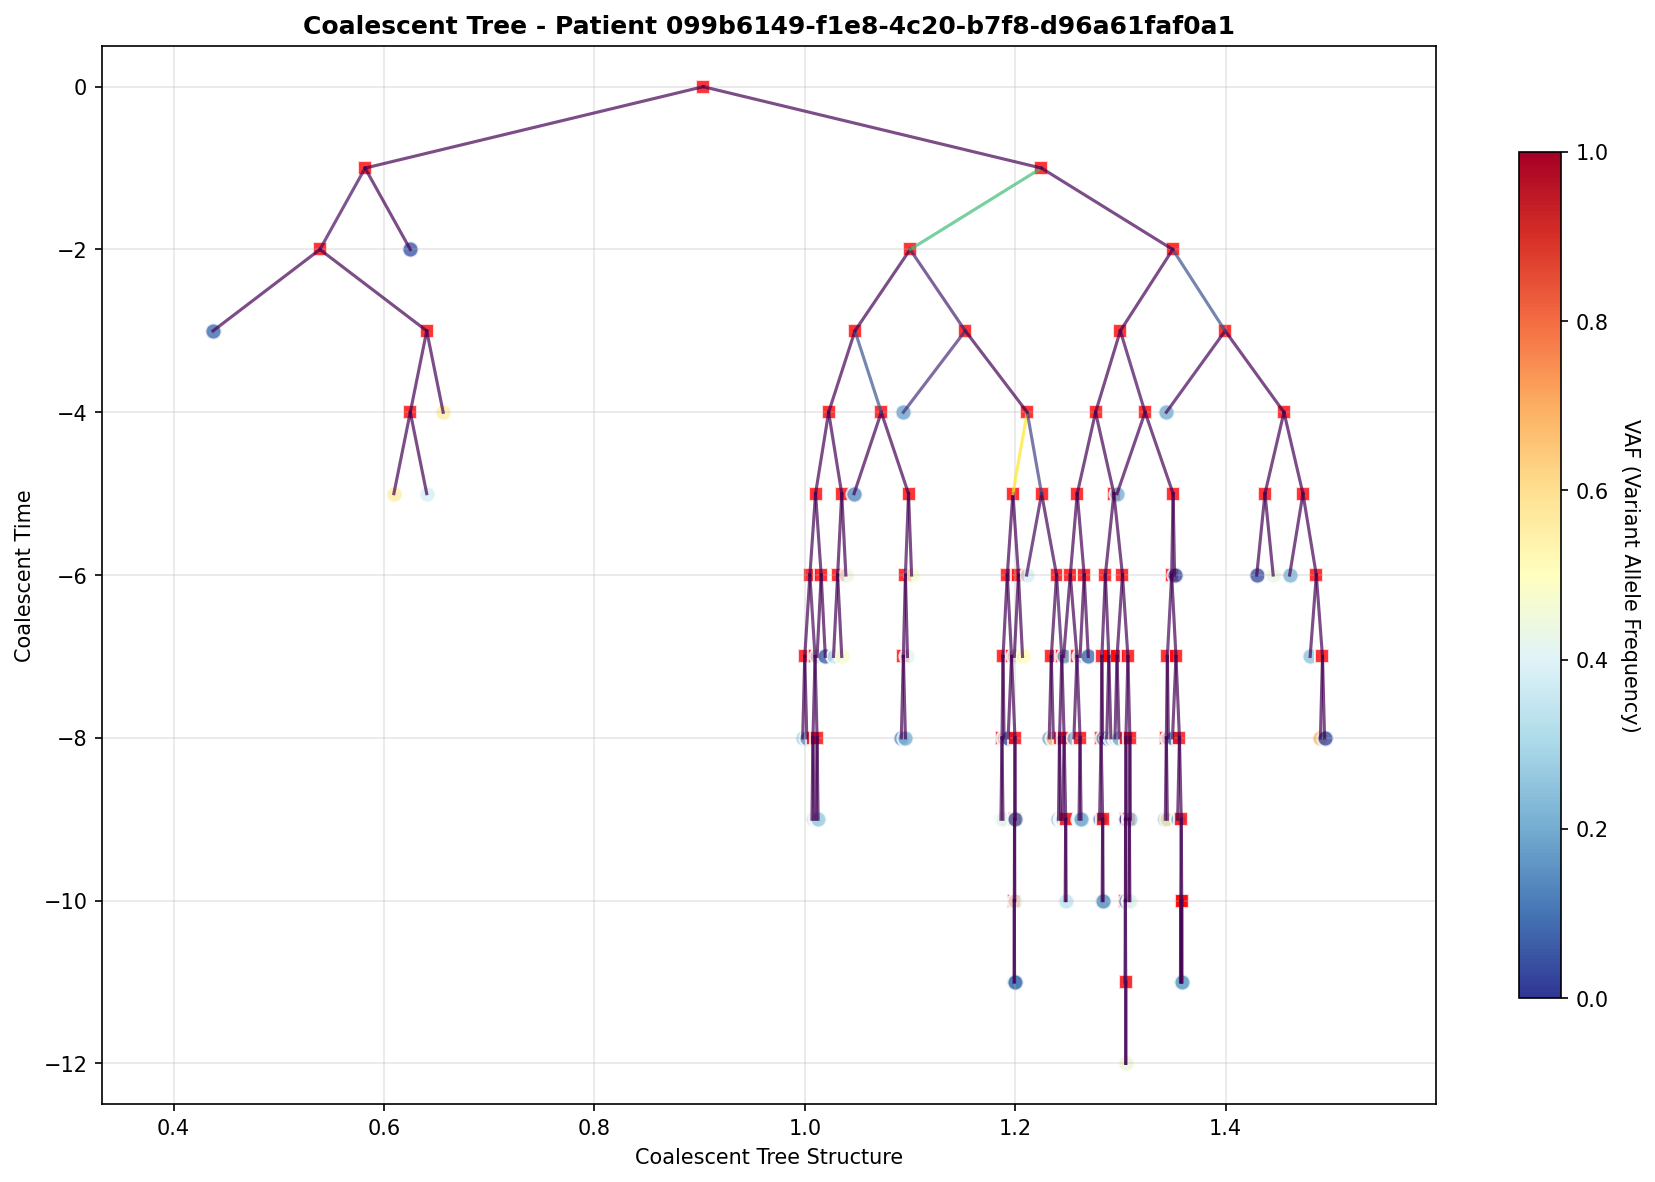 Coalescent Tree - Patient 099b6149-f1e8-4c20-b7f8-d96a61faf0a1
0
−2
−4
−6
−8
−10
−12
Coalescent Time
0.4 0.6 0.8 1.0 1.2 1.4
Coalescent Tree Structure
1.0
0.8
0.6
0.4
0.2
0.0
VAF (Variant Allele Frequency)